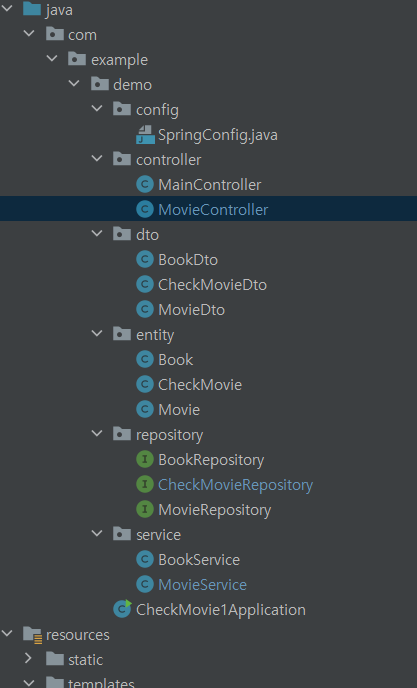 java
com
example
demo
config
SpringConfig.java
controller
MainController
MovieController
dto
BookDto
CheckMovieDto
MovieDto
entity
Book
CheckMovie
Movie
repository
BookRepository
CheckMovieRepository
MovieRepository
service
BookService
MovieService
CheckMovie1Application
resources
static
templates